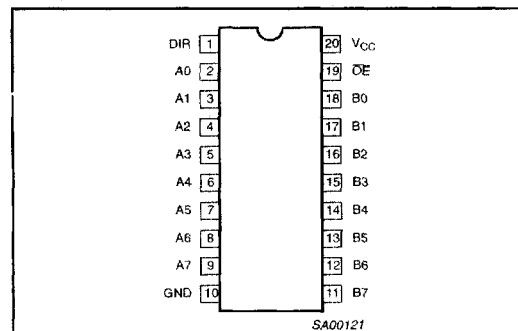 DIR 1 20 VCC
A0 2 19 OE
A1 3 18 B0
A2 4 17 B1
A3 5 16 B2
A4 6 15 B3
A5 7 14 B4
A6 8 13 B5
A7 9 12 B6
GND 10 11 B7
SA00121